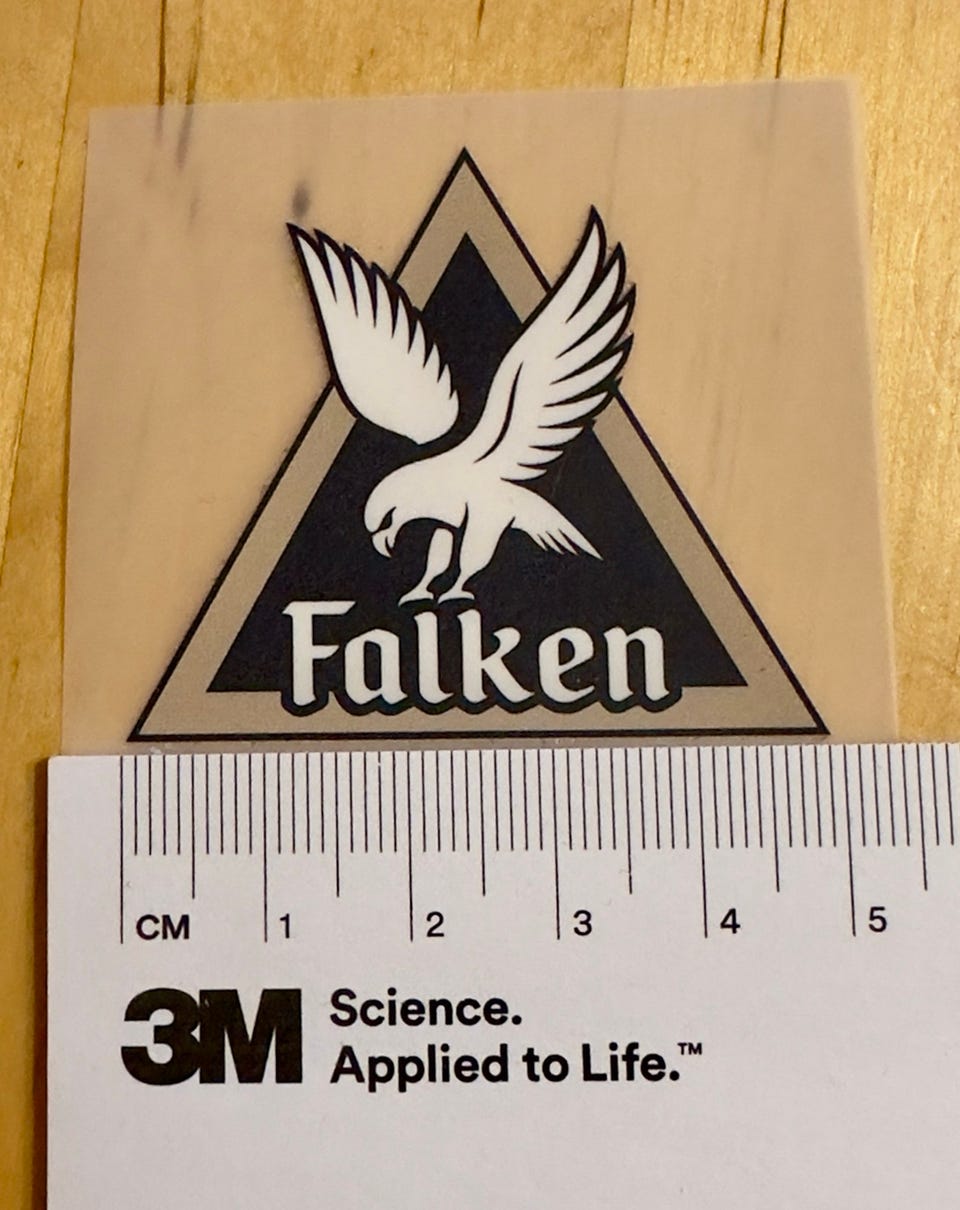 Falken
CM 1 2 3 4 5
3M Science.
Applied to Life.™